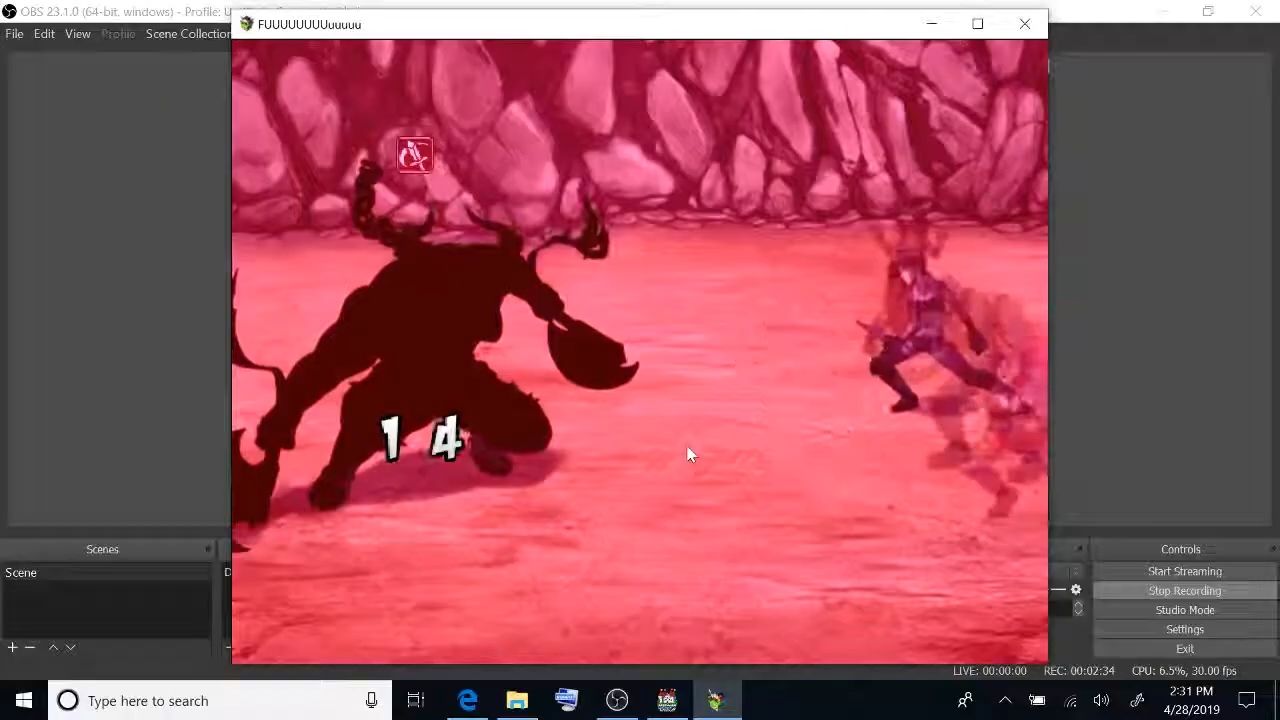 OBS 23.1.0 (64-bit, windows) - Profile: U
FUUUUUUUUuuuuu
File Edit View Profile Scene Collection
1 4
Scenes
Controls
Scene
D
Start Streaming
Stop Recording
Studio Mode
Settings
Exit
LIVE: 00:00:00 REC: 00:02:34 CPU: 6.5%, 30.00 fps
Type here to search
2:31 PM
4/28/2019